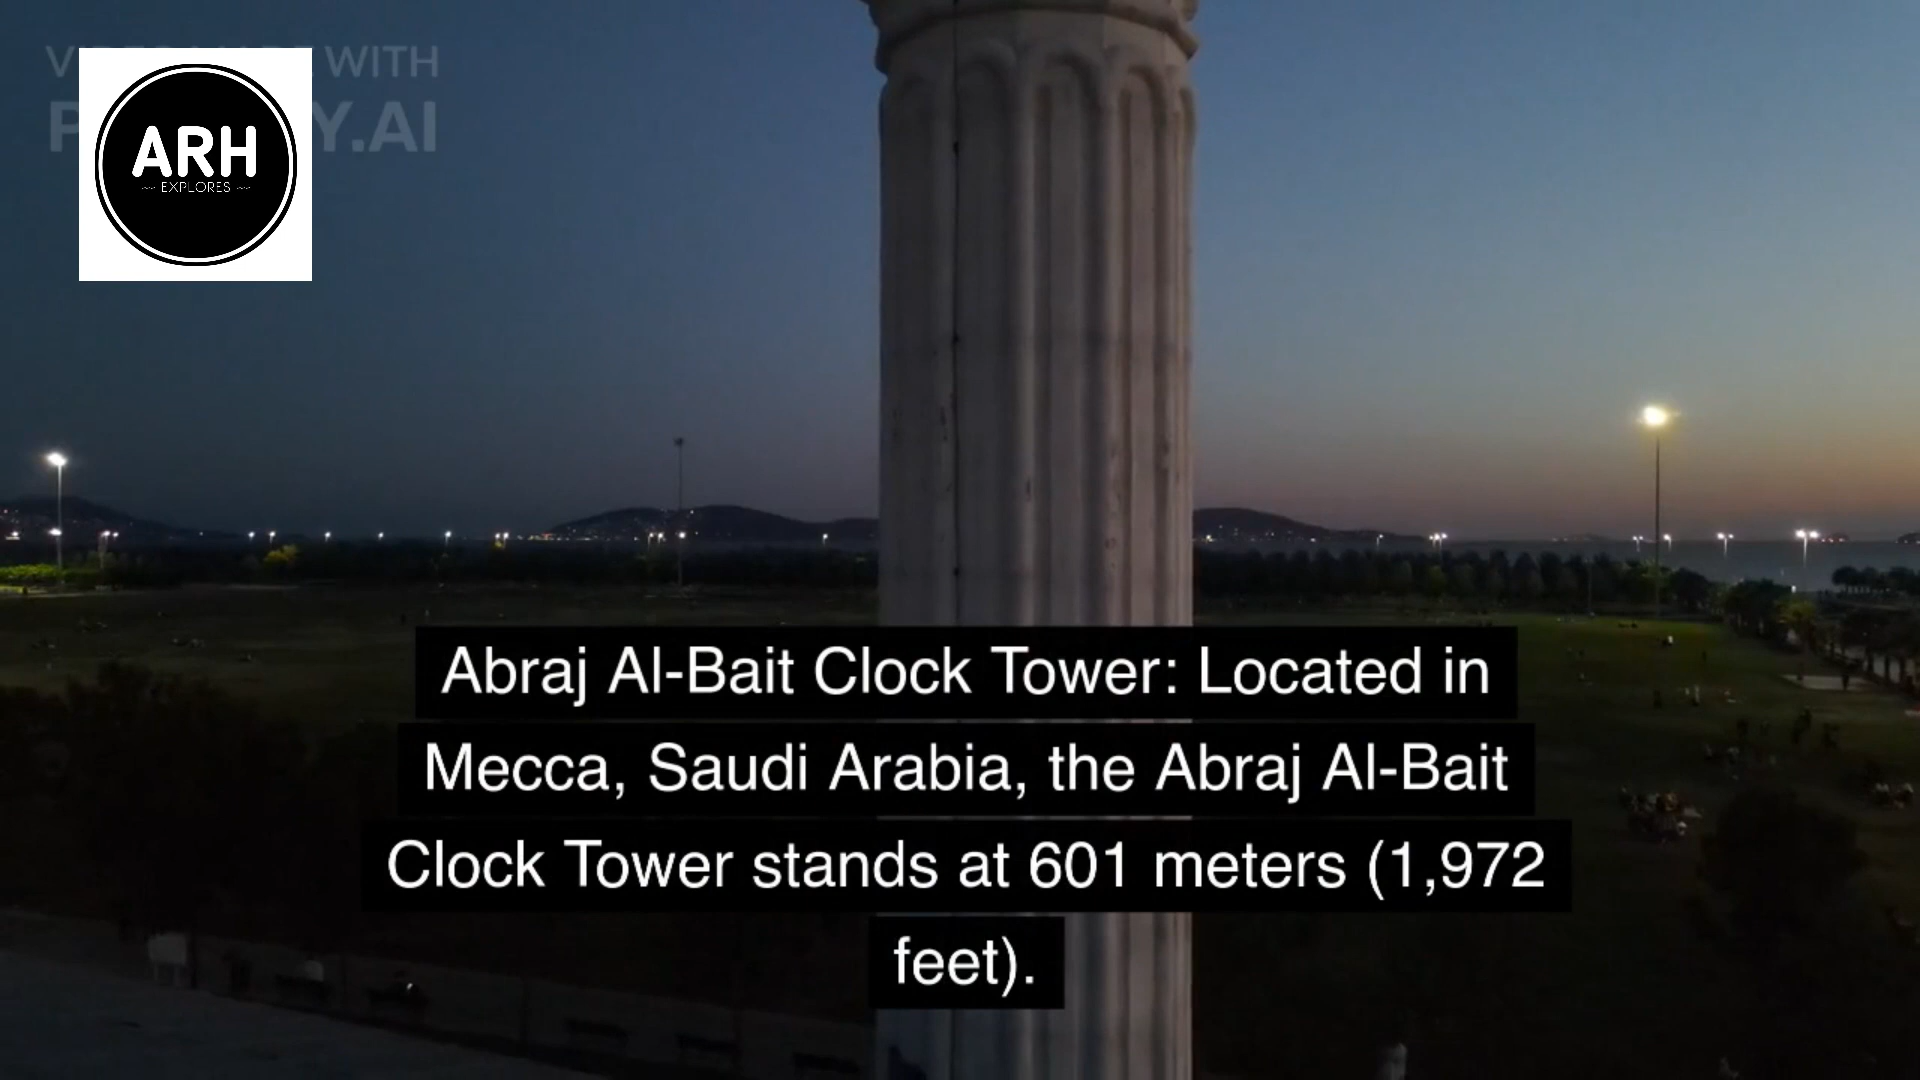 WITH
Y.AI
ARH
EXPLORES
Abraj Al-Bait Clock Tower: Located in
Mecca, Saudi Arabia, the Abraj Al-Bait
Clock Tower stands at 601 meters (1,972
feet).